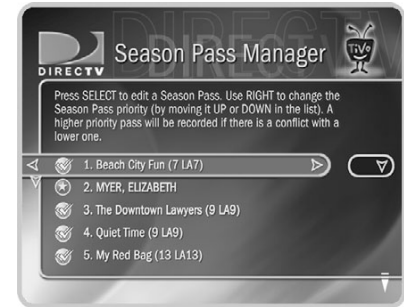 DIRECTV
Season Pass Manager
TiVo
Press SELECT to edit a Season Pass. Use RIGHT to change the
Season Pass priority (by moving it UP or DOWN in the list). A
higher priority pass will be recorded if there is a conflict with a
lower one.
1. Beach City Fun (7 LA7)
2. MYER, ELIZABETH
3. The Downtown Lawyers (9 LA9)
4. Quiet Time (9 LA9)
5. My Red Bag (13 LA13)